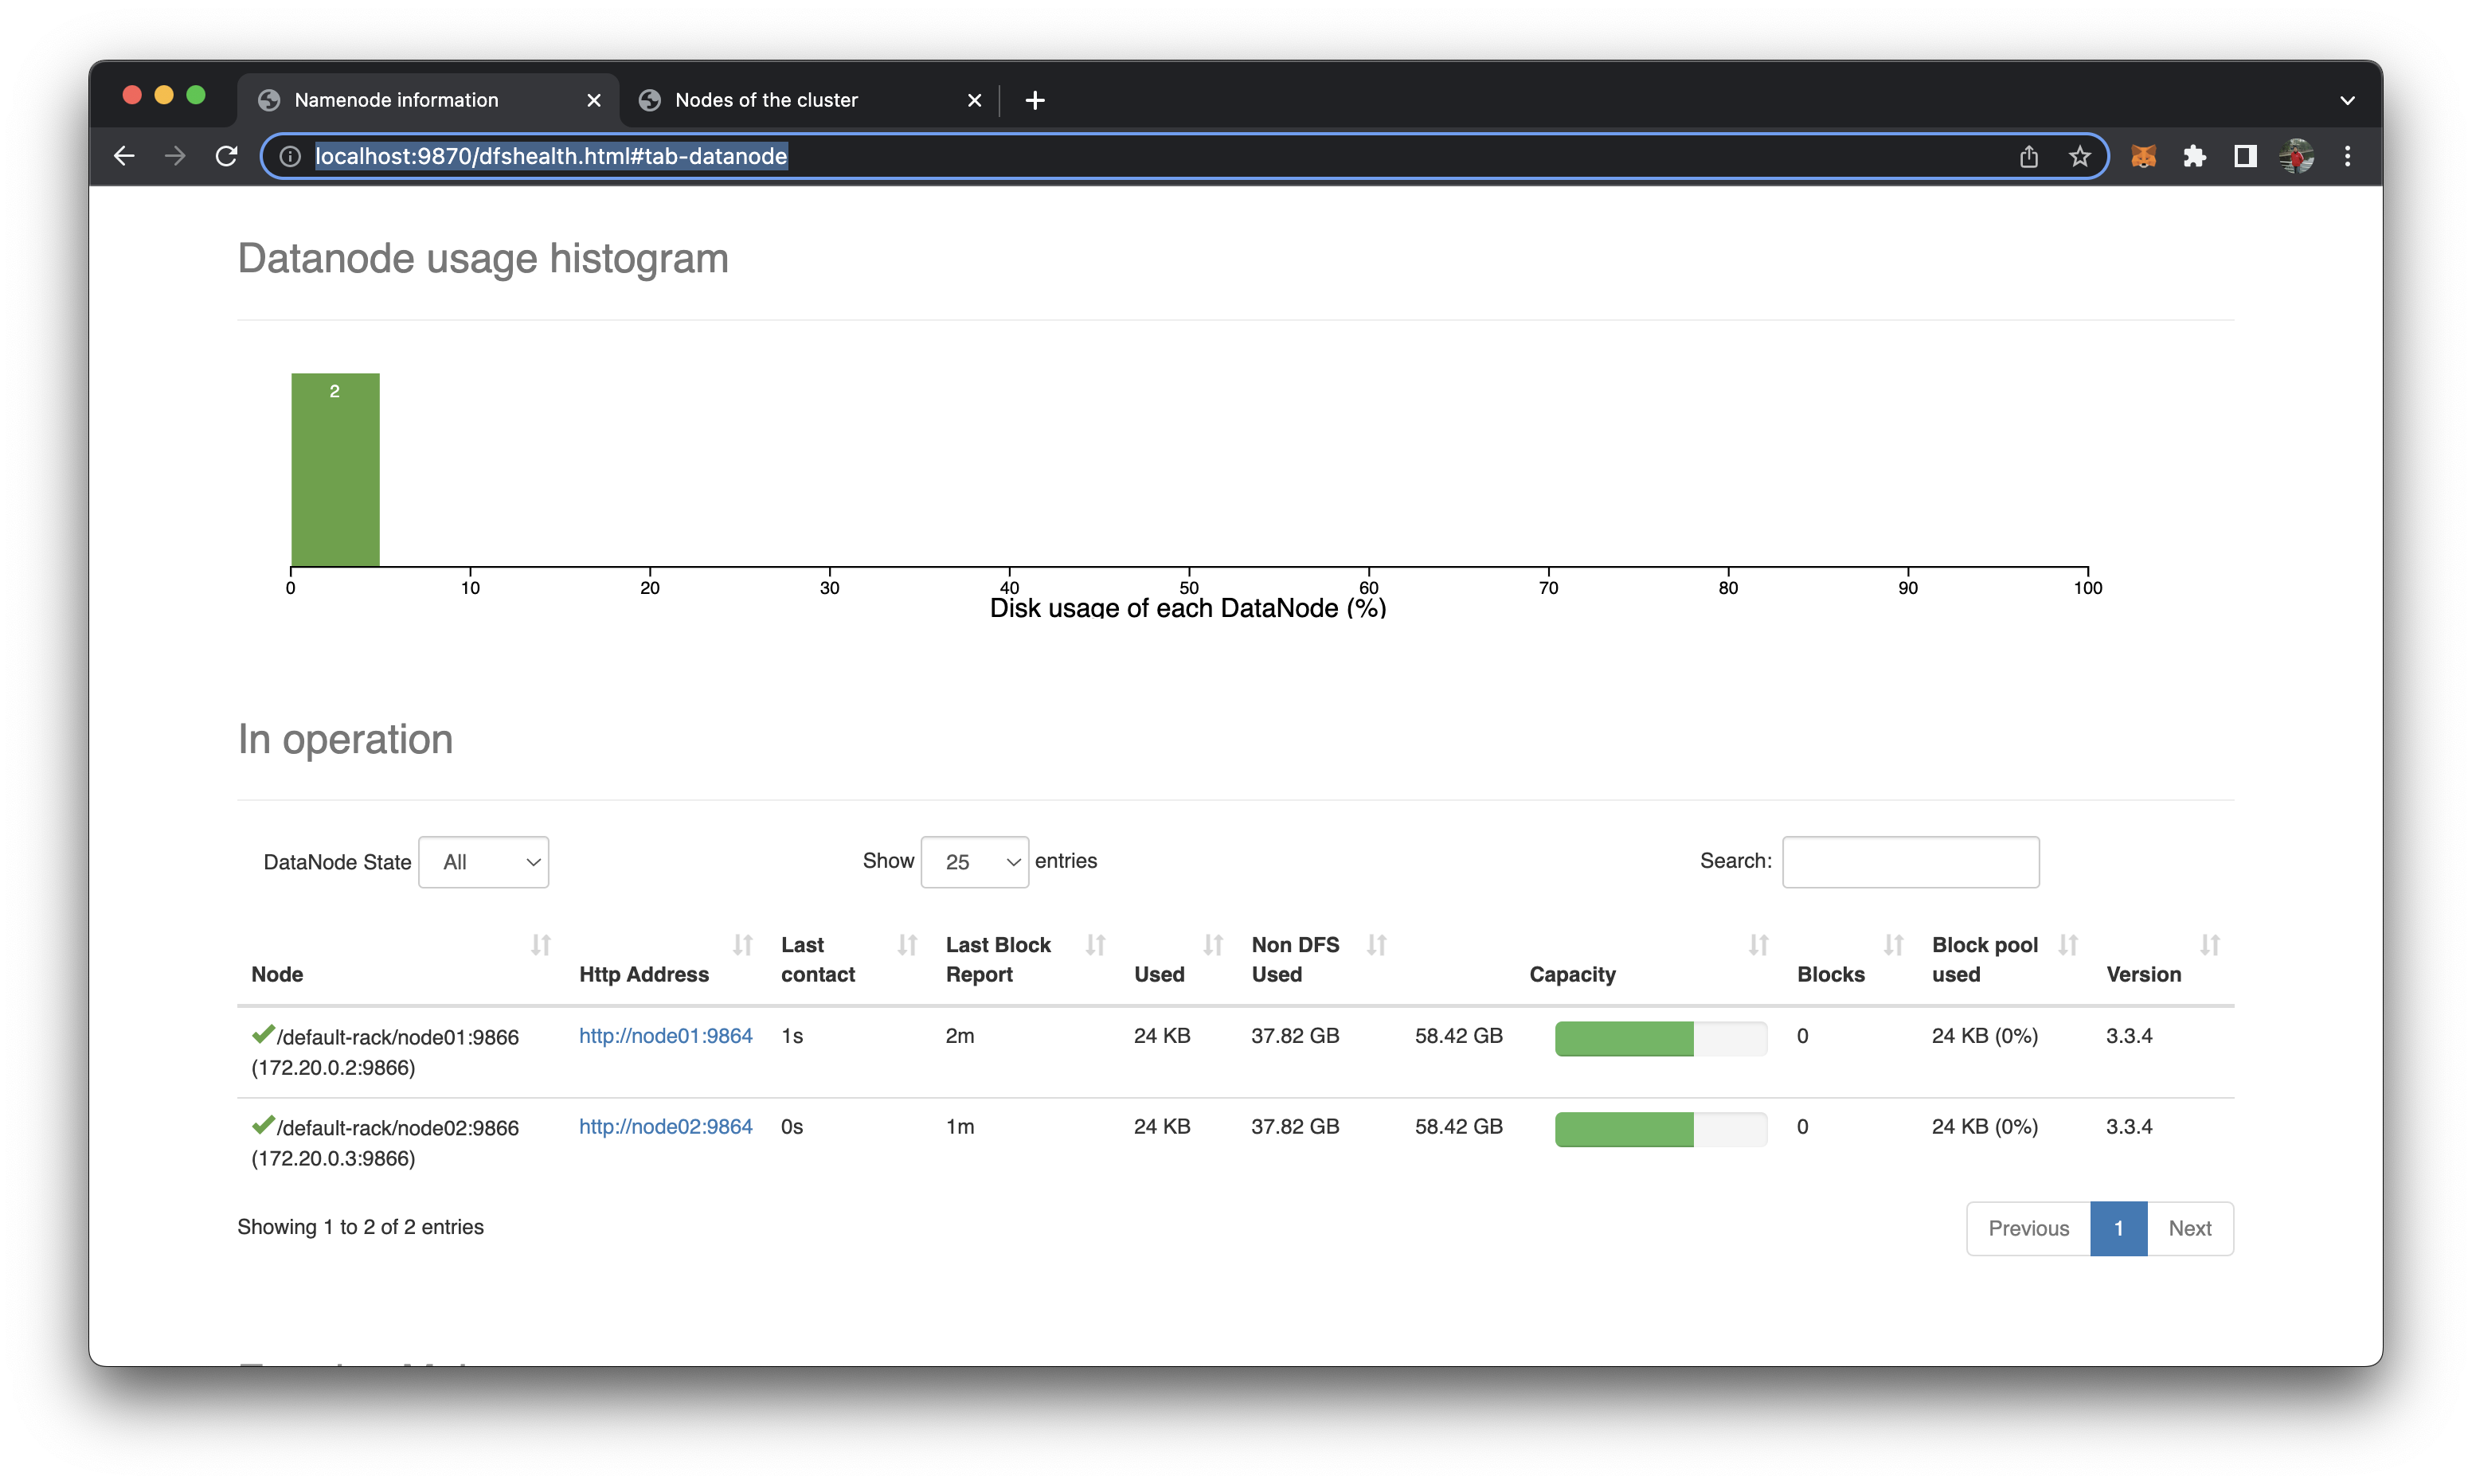 Namenode information
Nodes of the cluster
localhost:9870/dfshealth.html#tab-datanode
Datanode usage histogram
2
0 10 20 30 40 50 60 70 80 90 100
Disk usage of each DataNode (%)
In operation
DataNode State All Show 25 entries Search:
Node Http Address Last contact Last Block Report Used Non DFS Used Capacity Blocks Block pool used Version
/default-rack/node01:9866 http://node01:9864 1s 2m 24 KB 37.82 GB 58.42 GB 0 24 KB (0%) 3.3.4
(172.20.0.2:9866)
/default-rack/node02:9866 http://node02:9864 0s 1m 24 KB 37.82 GB 58.42 GB 0 24 KB (0%) 3.3.4
(172.20.0.3:9866)
Showing 1 to 2 of 2 entries
Previous 1 Next